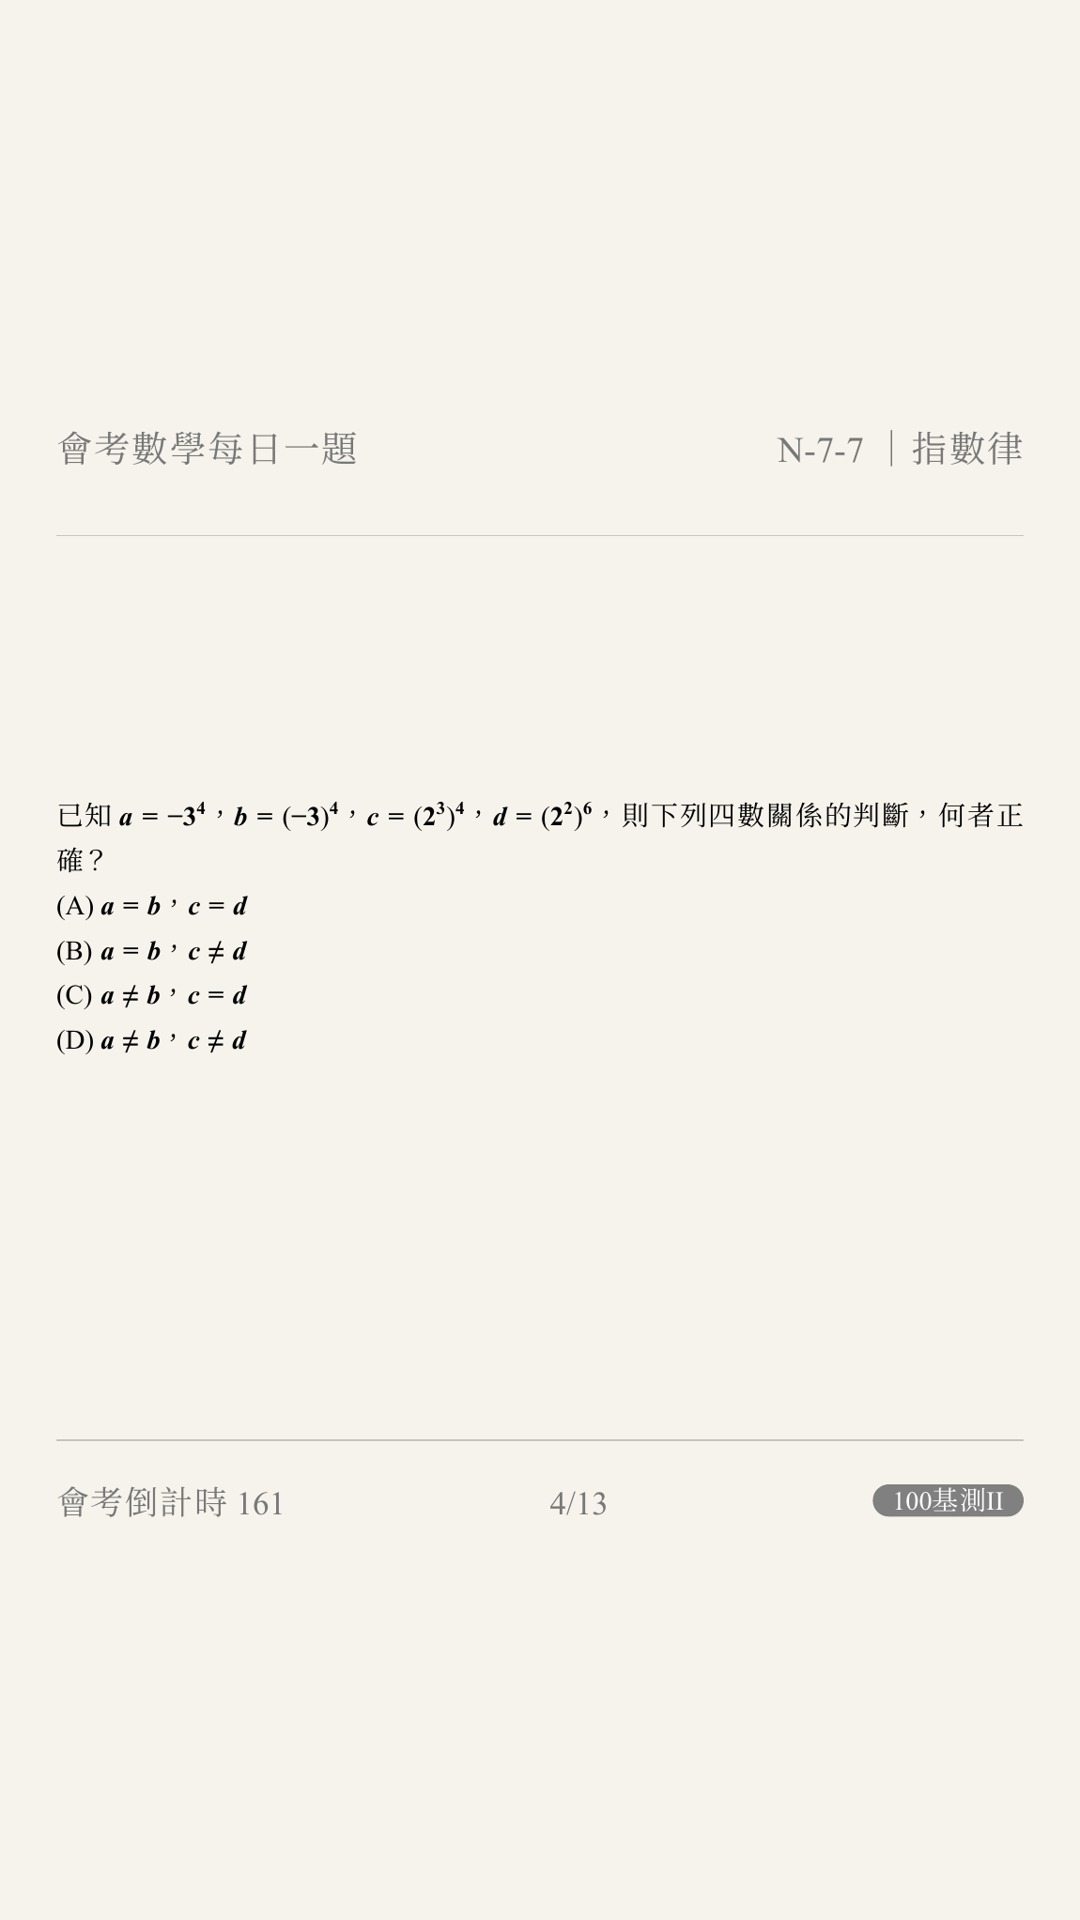 會考數學每日一題
N-7-7 ｜指數律
已知 a = −3⁴，b = (−3)⁴，c = (2³)⁴，d = (2²)⁶，則下列四數關係的判斷，何者正
確？
(A) a = b，c = d
(B) a = b，c ≠ d
(C) a ≠ b，c = d
(D) a ≠ b，c ≠ d
會考倒計時 161
4/13
100基測II